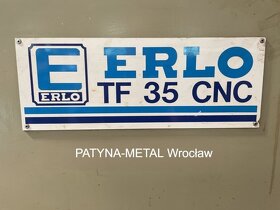 E ERLO
ERLO TF 35 CNC
PATYNA-METAL Wrocław